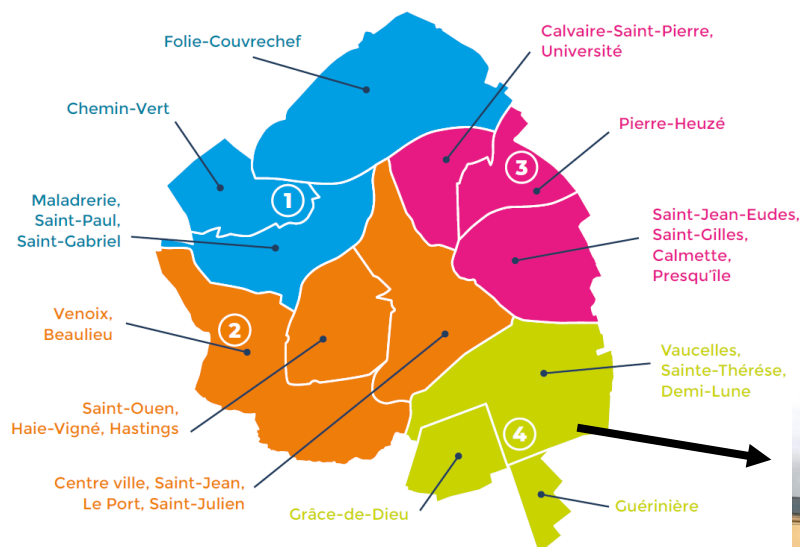 Folie-Couvrechef
Calvaire-Saint-Pierre,
Université
Chemin-Vert
Pierre-Heuzé
3
1
Maladrerie,
Saint-Paul,
Saint-Gabriel
Saint-Jean-Eudes,
Saint-Gilles,
Calmette,
Presqu'île
Venoix,
Beaulieu
2
Vaucelles,
Sainte-Thérése,
Demi-Lune
Saint-Ouen,
Haie-Vigné, Hastings
4
Centre ville, Saint-Jean,
Le Port, Saint-Julien
Grâce-de-Dieu
Guérinière